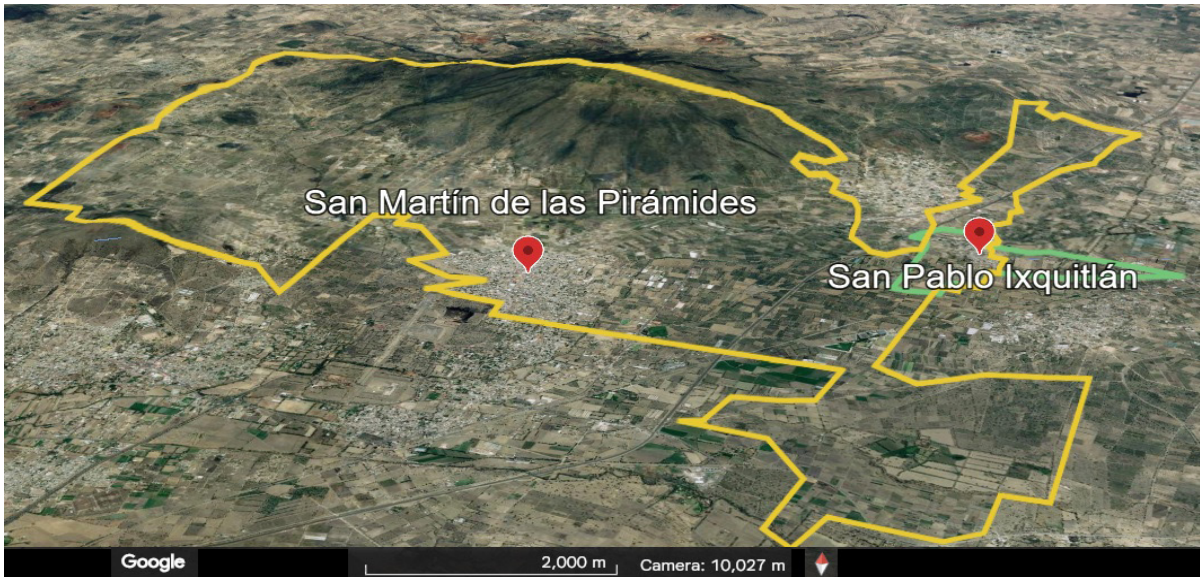 San Martín de las Pirámides
San Pablo Ixquitlán
Google
2,000 m
Camera: 10,027 m